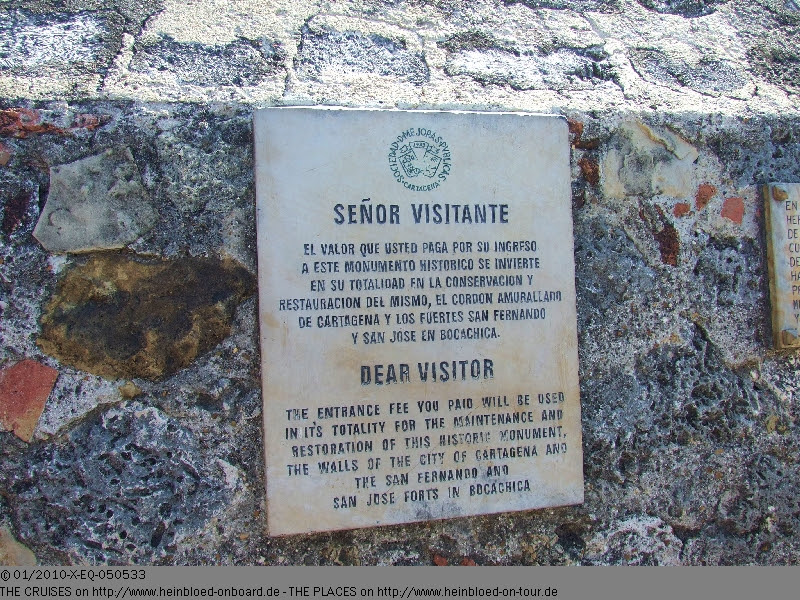 SOCIEDAD D MEJORAS PUBLICAS
CARTAGENA
SEÑOR VISITANTE
EL VALOR QUE USTED PAGA POR SU INGRESO
A ESTE MONUMENTO HISTORICO SE INVIERTE
EN SU TOTALIDAD EN LA CONSERVACION Y
RESTAURACION DEL MISMO, EL CORDON AMURALLADO
DE CARTAGENA Y LOS FUERTES SAN FERNANDO
Y SAN JOSE EN BOCACHICA.
DEAR VISITOR
THE ENTRANCE FEE YOU PAID WILL BE USED
IN IT'S TOTALITY FOR THE MAINTENANCE AND
RESTORATION OF THIS HISTORIC MONUMENT,
THE WALLS OF THE CITY OF CARTAGENA AND
THE SAN FERNANDO AND
SAN JOSE FORTS IN BOCACHICA
EN
DE
© 01/2010-X-EQ-050533
THE CRUISES on http://www.heinbloed-onboard.de - THE PLACES on http://www.heinbloed-on-tour.de